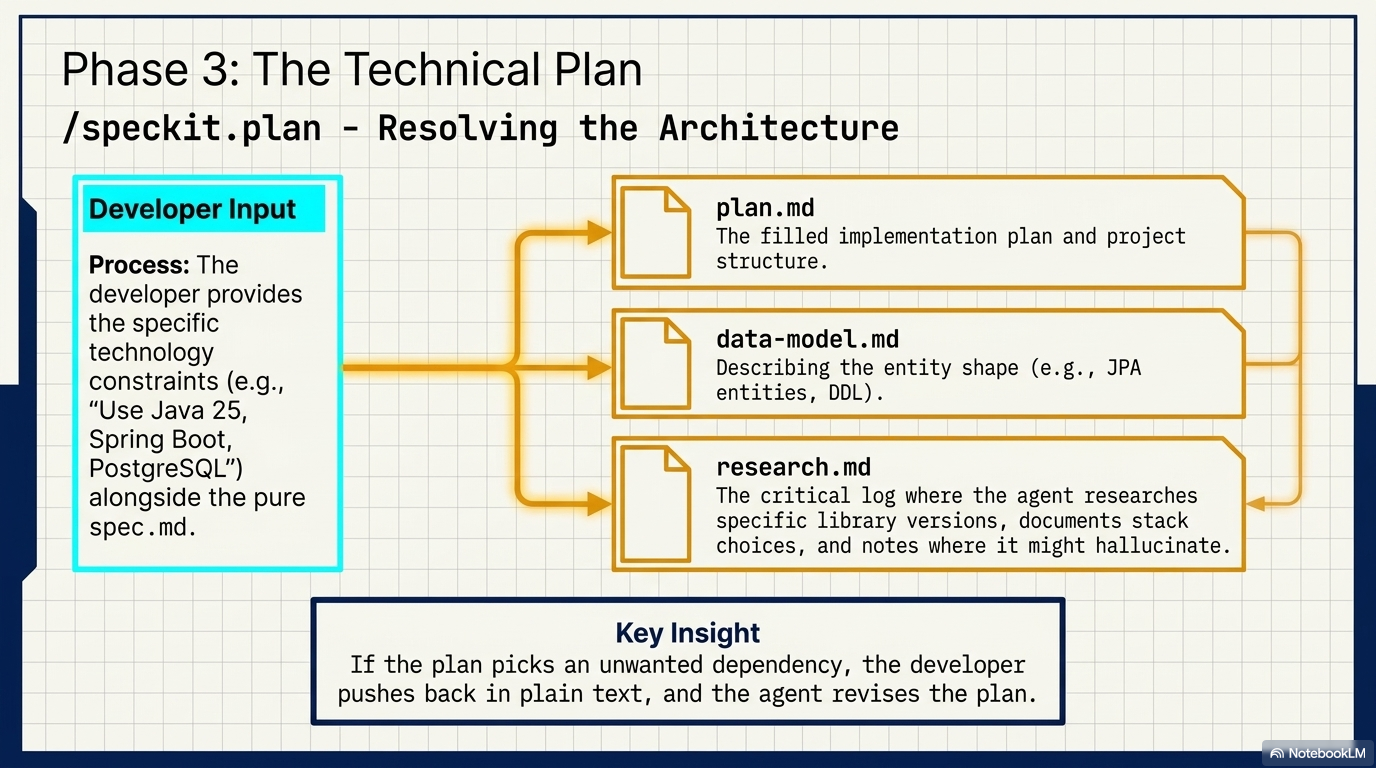 Phase 3: The Technical Plan
/speckit.plan - Resolving the Architecture
Developer Input
Process: The
developer provides
the specific
technology
constraints (e.g.,
“Use Java 25,
Spring Boot,
PostgreSQL”)
alongside the pure
spec.md.
plan.md
The filled implementation plan and project
structure.
data-model.md
Describing the entity shape (e.g., JPA
entities, DDL).
research.md
The critical log where the agent researches
specific library versions, documents stack
choices, and notes where it might hallucinate.
Key Insight
If the plan picks an unwanted dependency, the developer
pushes back in plain text, and the agent revises the plan.
NotebookLM